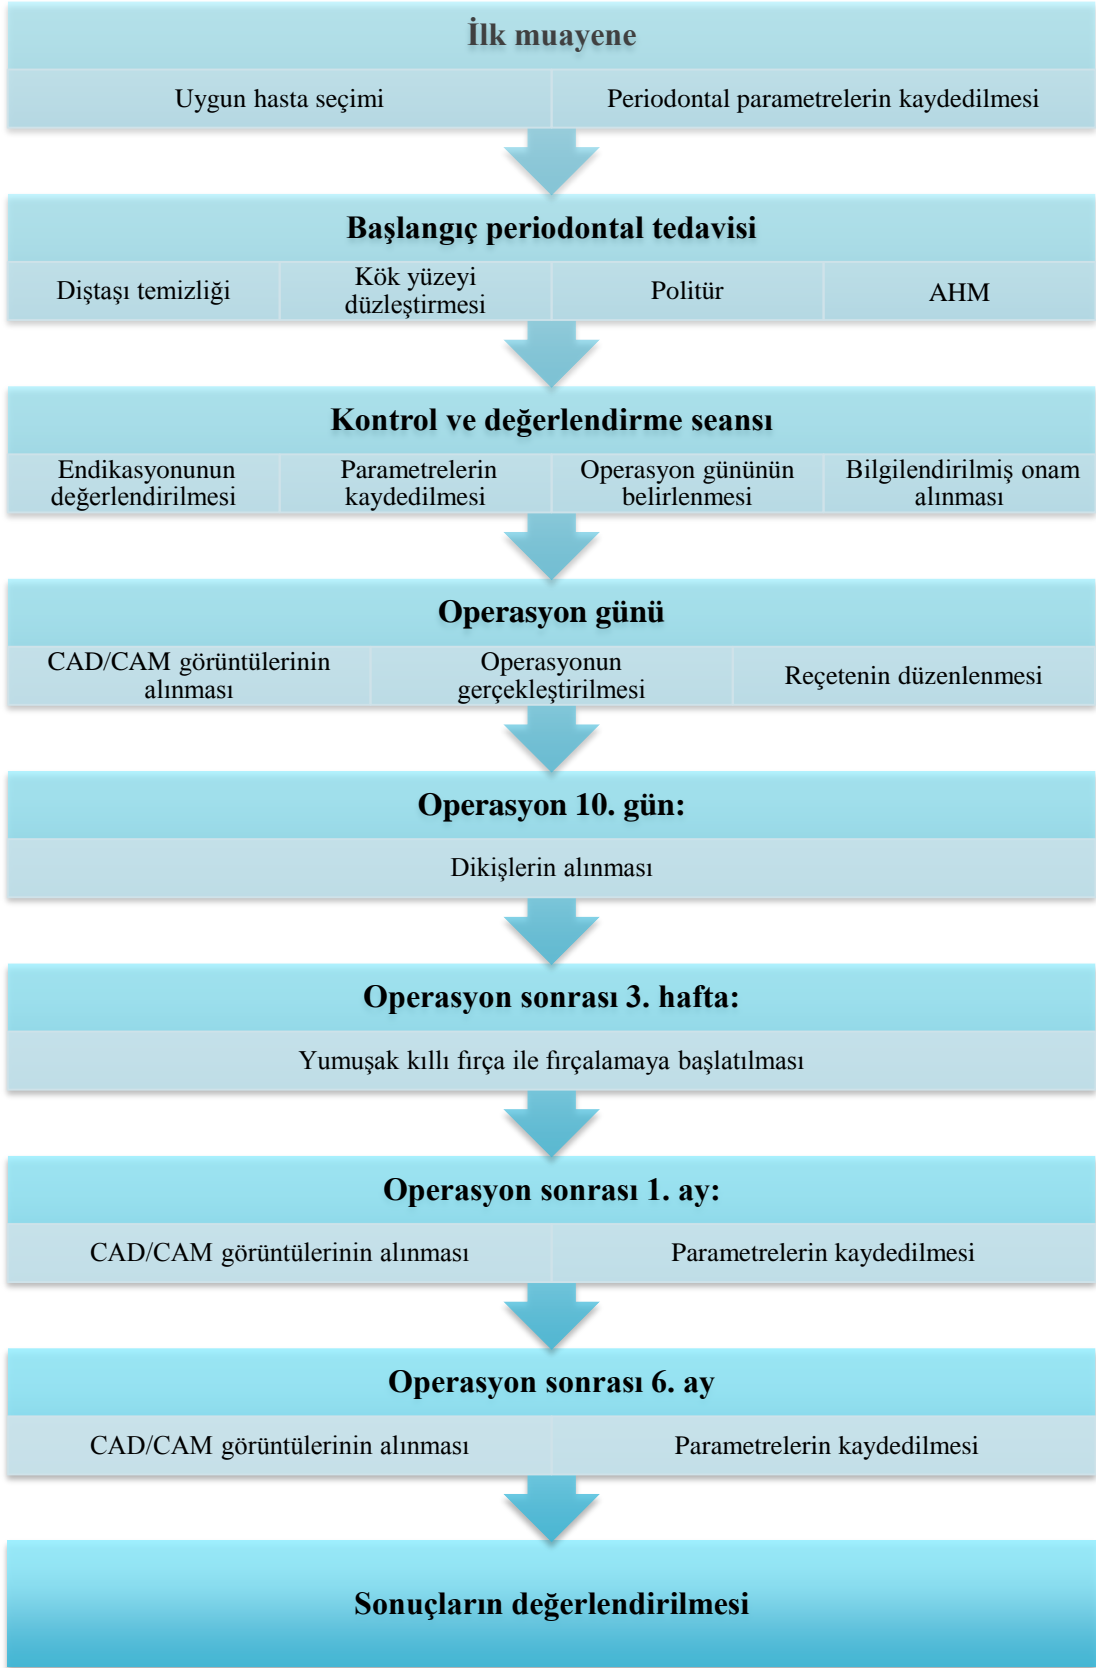 İlk muayene
Uygun hasta seçimi
Periodontal parametrelerin kaydedilmesi
Başlangıç periodontal tedavisi
Diştaşı temizliği
Kök yüzeyi
düzleştirmesi
Politür
AHM
Kontrol ve değerlendirme seansı
Endikasyonunun
değerlendirilmesi
Parametrelerin
kaydedilmesi
Operasyon gününün
belirlenmesi
Bilgilendirilmiş onam
alınması
Operasyon günü
CAD/CAM görüntülerinin
alınması
Operasyonun
gerçekleştirilmesi
Reçetenin düzenlenmesi
Operasyon 10. gün:
Dikişlerin alınması
Operasyon sonrası 3. hafta:
Yumuşak kıllı fırça ile fırçalamaya başlatılması
Operasyon sonrası 1. ay:
CAD/CAM görüntülerinin alınması
Parametrelerin kaydedilmesi
Operasyon sonrası 6. ay
CAD/CAM görüntülerinin alınması
Parametrelerin kaydedilmesi
Sonuçların değerlendirilmesi